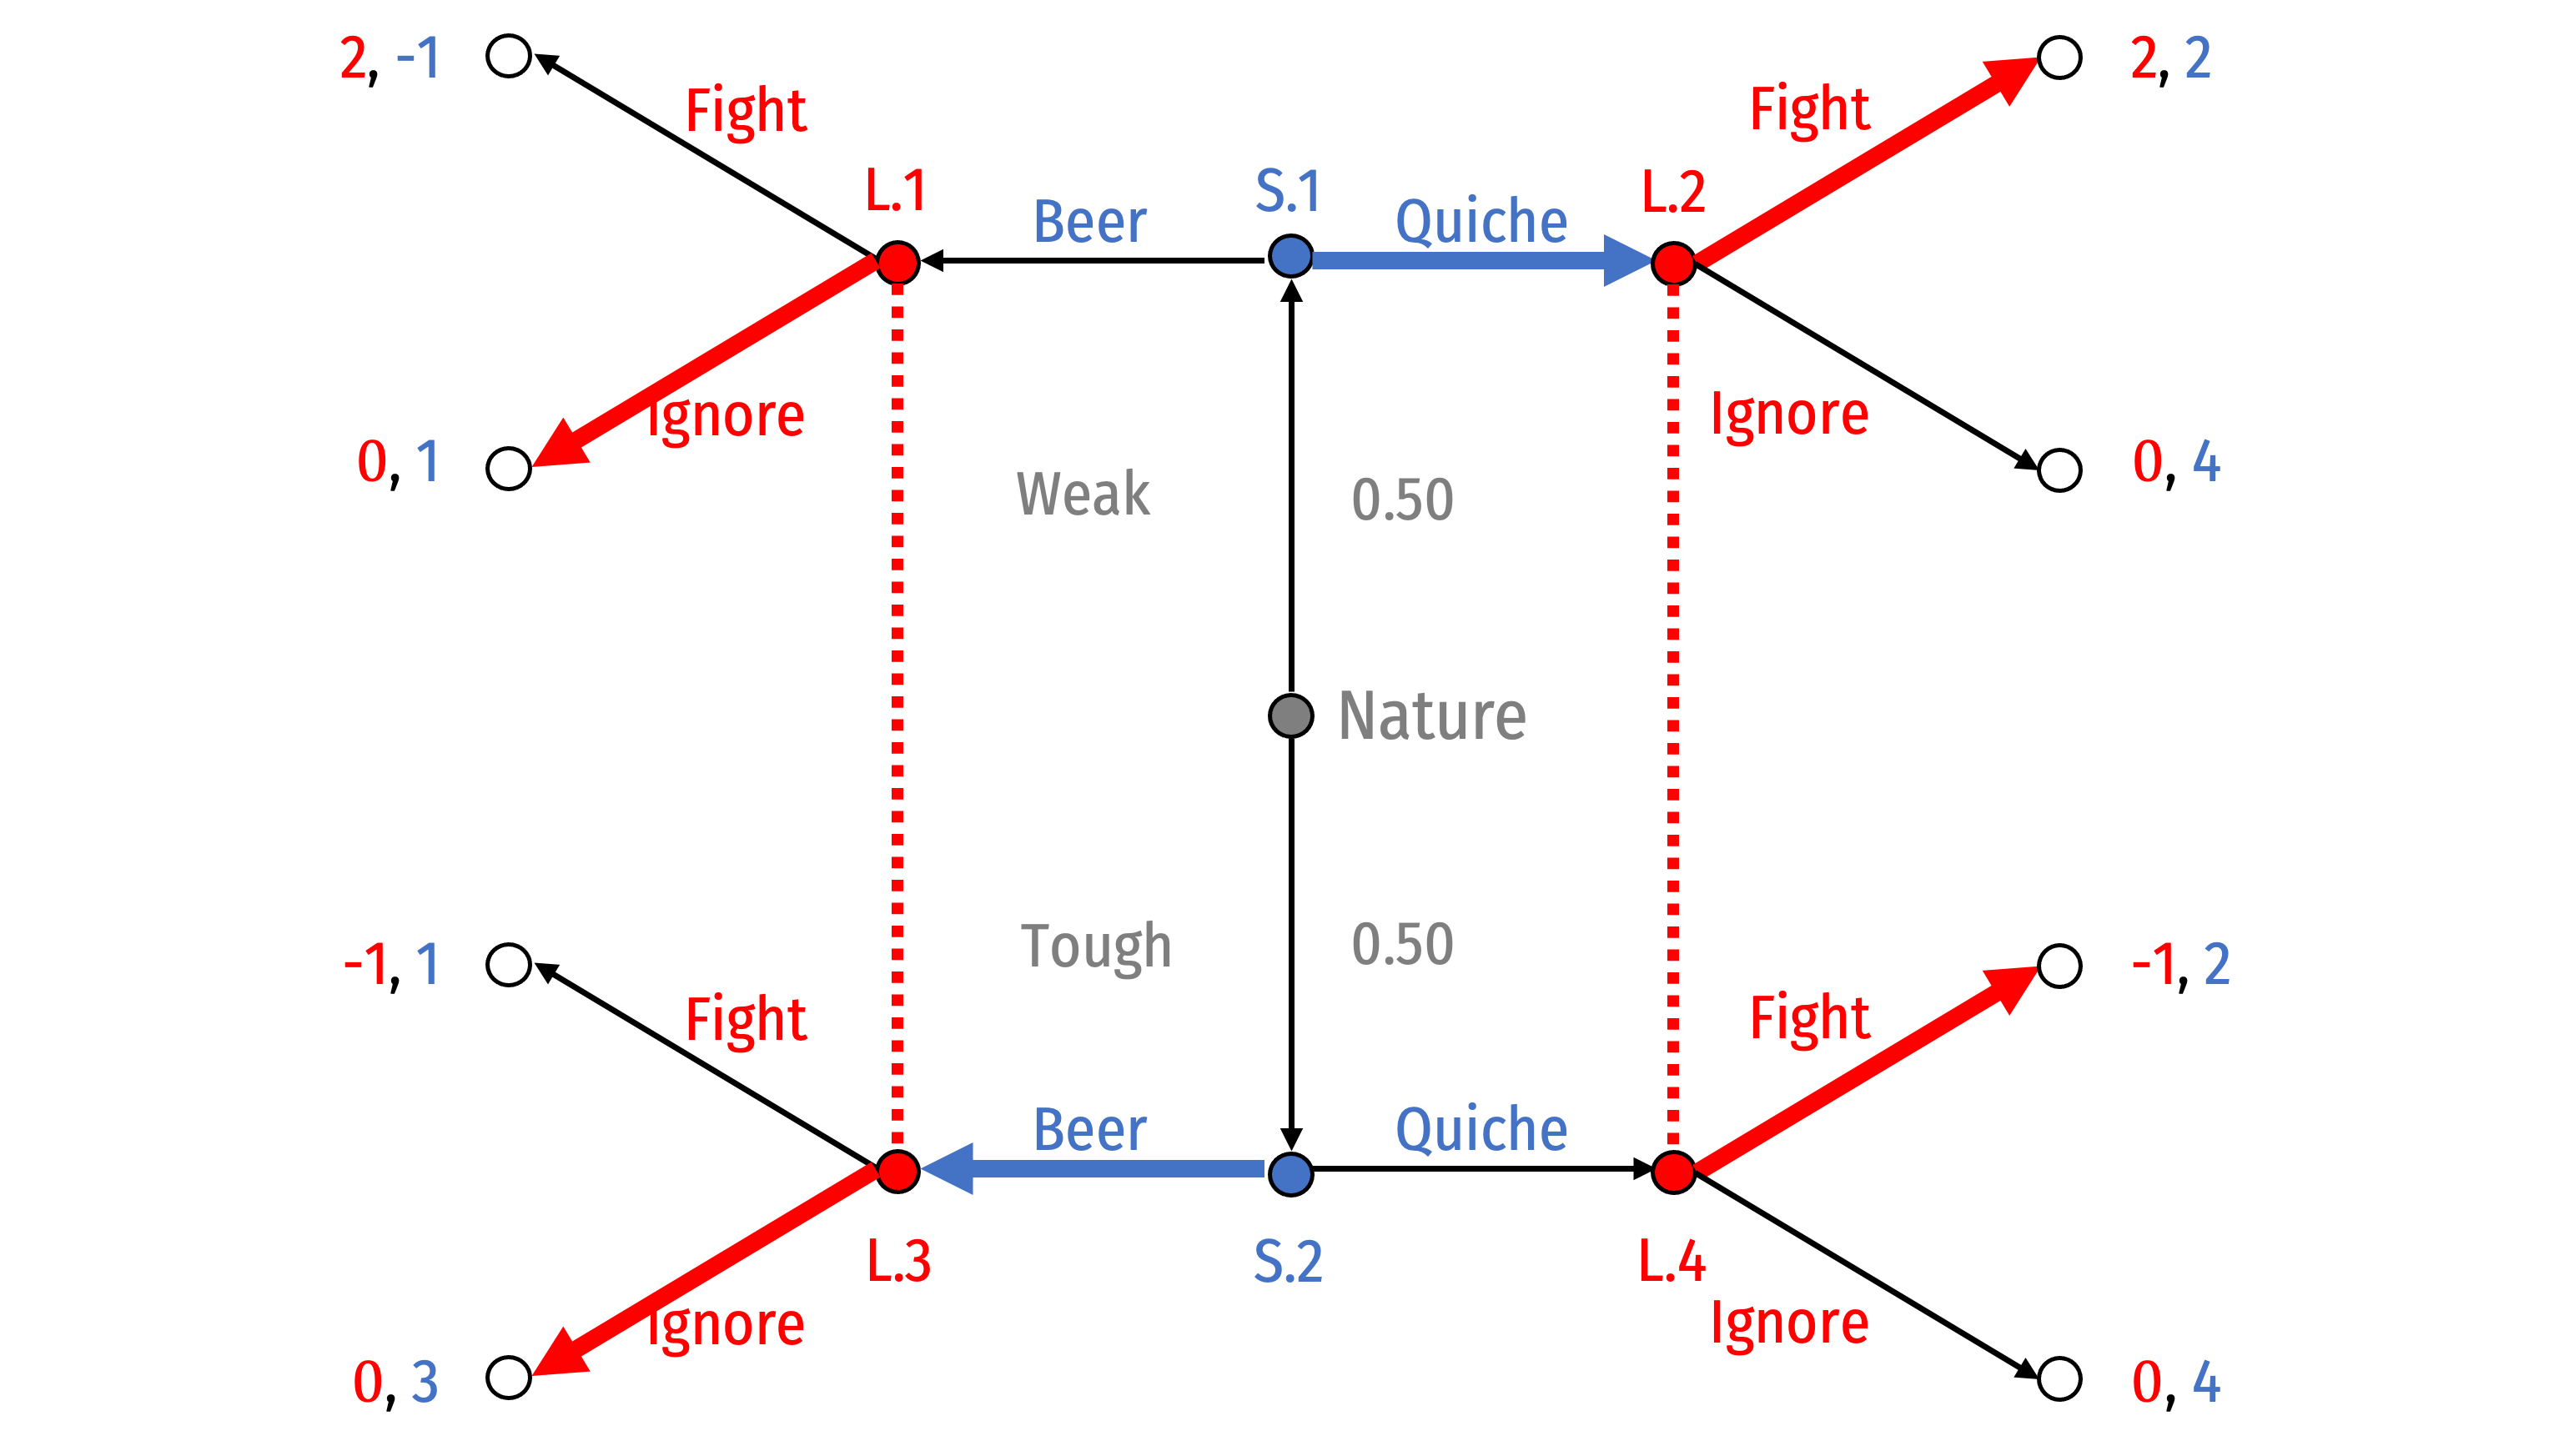 2, -1
Fight
Fight
2, 2
L.1
Beer
S.1
Quiche
L.2
Ignore
Ignore
0, 1
Weak
0.50
0, 4
Nature
-1, 1
Fight
Tough
0.50
Fight
-1, 2
Beer
Quiche
L.3
S.2
L.4
Ignore
Ignore
0, 3
0, 4